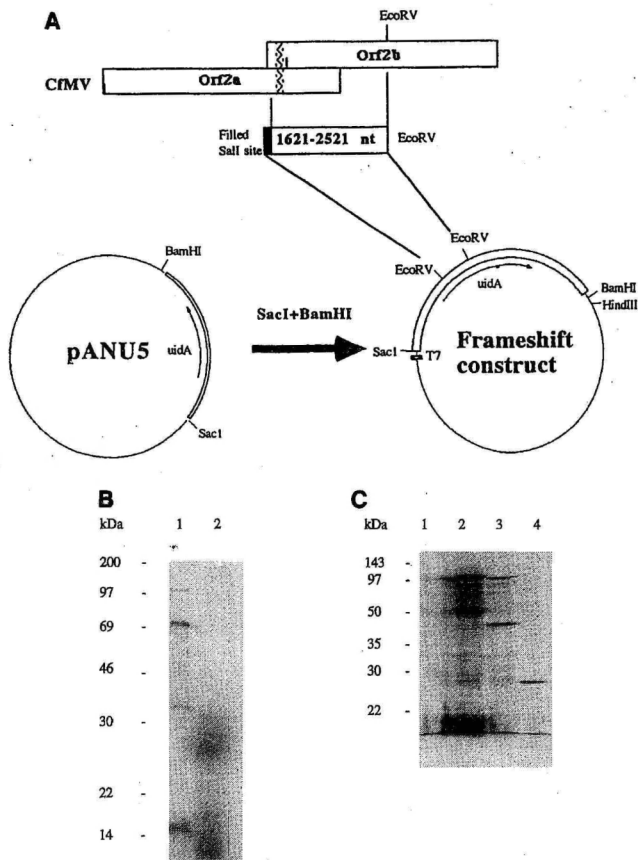 A
EcoRV
Orf2b
CfMV
Orf2a
Filled
SalI site
1621-2521 nt
EcoRV
EcoRV
BamHI
EcoRV
uidA
BamHI
HindIII
SacI+BamHI
pANU5
uidA
Sac1
T7
Frameshift
construct
Sac1
B
kDa 1 2
200 -
97 -
69 -
46 -
30 -
22 -
14 -
C
kDa 1 2 3 4
143 -
97 -
50 -
35 -
30 -
22 -